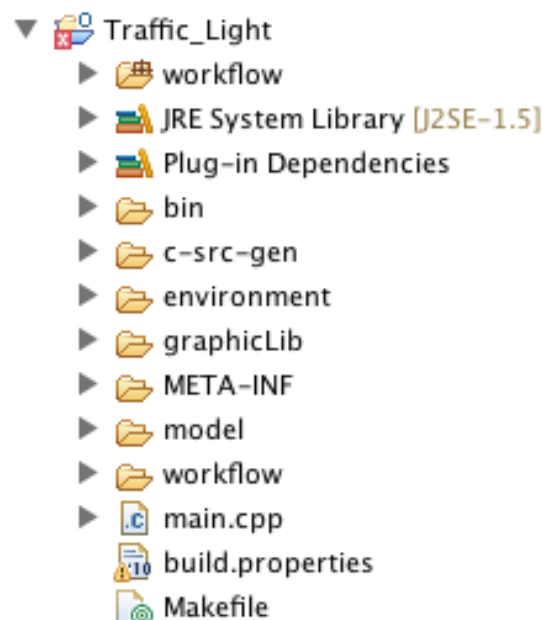 Traffic_Light
workflow
JRE System Library [J2SE-1.5]
Plug-in Dependencies
bin
c-src-gen
environment
graphicLib
META-INF
model
workflow
main.cpp
build.properties
Makefile